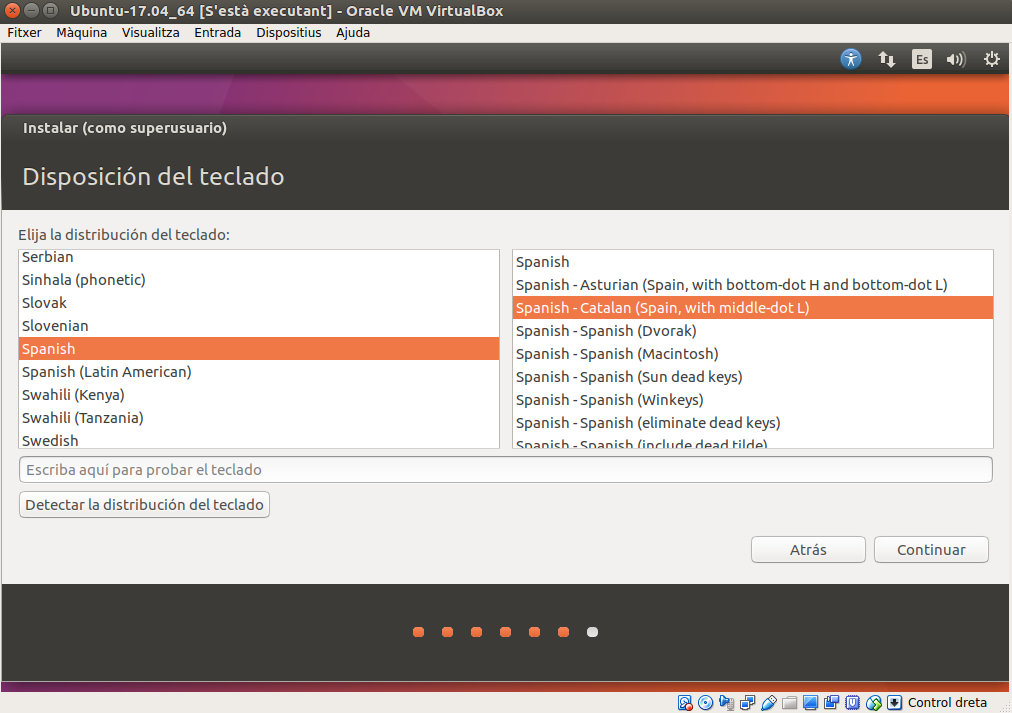 Ubuntu-17.04_64 [S'està executant] - Oracle VM VirtualBox
Fitxer Màquina Visualitza Entrada Dispositius Ajuda
Es
Instalar (como superusuario)
Disposición del teclado
Elija la distribución del teclado:
Serbian
Sinhala (phonetic)
Slovak
Slovenian
Spanish
Spanish (Latin American)
Swahili (Kenya)
Swahili (Tanzania)
Swedish
Spanish
Spanish - Asturian (Spain, with bottom-dot H and bottom-dot L)
Spanish - Catalan (Spain, with middle-dot L)
Spanish - Spanish (Dvorak)
Spanish - Spanish (Macintosh)
Spanish - Spanish (Sun dead keys)
Spanish - Spanish (Winkeys)
Spanish - Spanish (eliminate dead keys)
Spanish - Spanish (include dead tilde)
Escriba aquí para probar el teclado
Detectar la distribución del teclado
Atrás Continuar
Control dreta